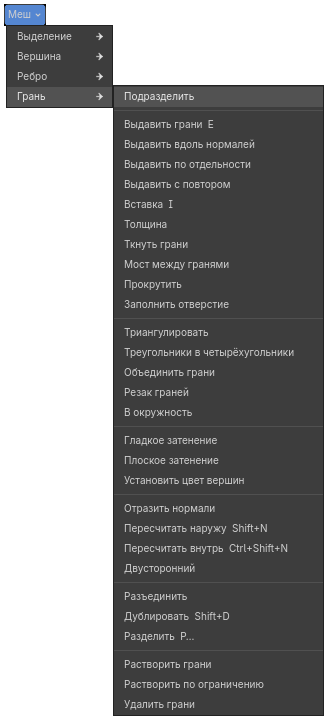 Меш
Выделение
Вершина
Ребро
Грань
Подразделить
Выдавить грани E
Выдавить вдоль нормалей
Выдавить по отдельности
Выдавить с повтором
Вставка I
Толщина
Ткнуть грани
Мост между гранями
Прокрутить
Заполнить отверстие
Триангулировать
Треугольники в четырёхугольники
Объединить грани
Резак граней
В окружность
Гладкое затенение
Плоское затенение
Установить цвет вершин
Отразить нормали
Пересчитать наружу Shift+N
Пересчитать внутрь Ctrl+Shift+N
Двусторонний
Разъединить
Дублировать Shift+D
Разделить P...
Растворить грани
Растворить по ограничению
Удалить грани